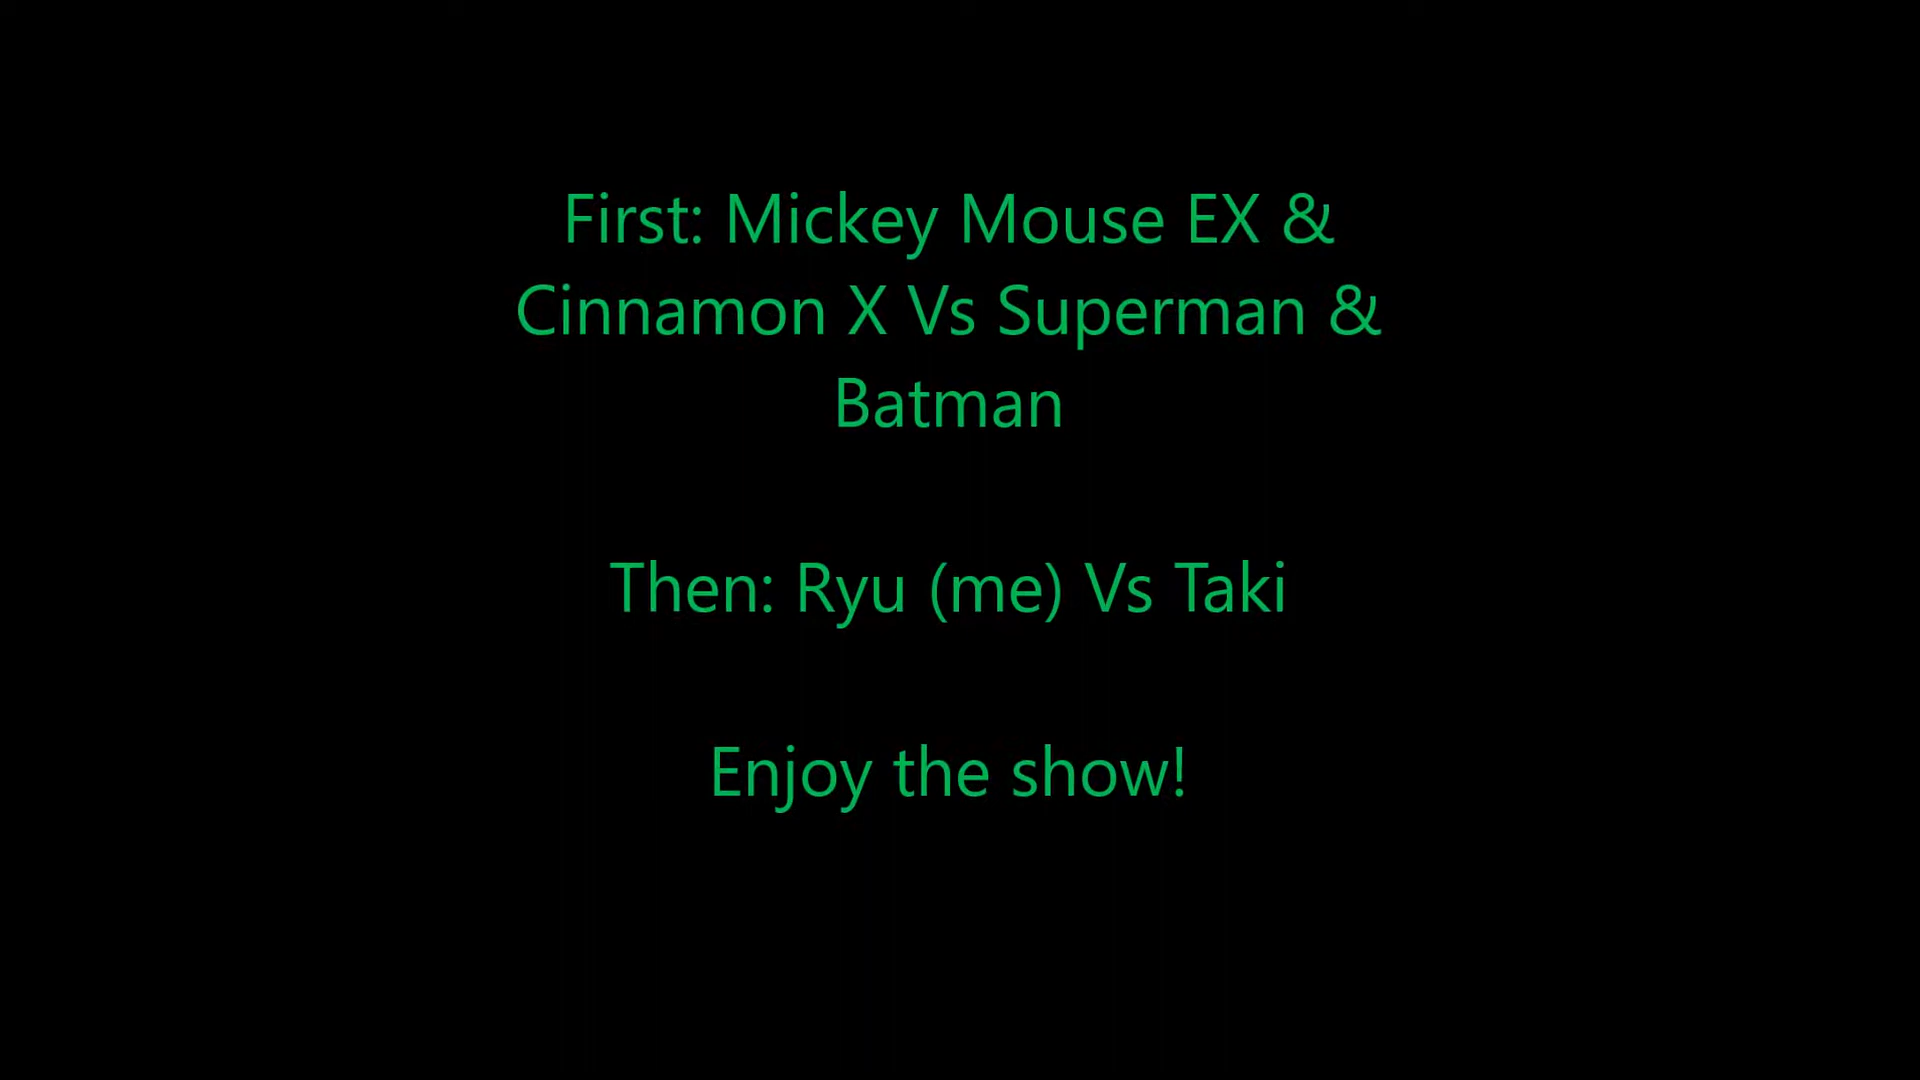 First: Mickey Mouse EX &
Cinnamon X Vs Superman &
Batman
Then: Ryu (me) Vs Taki
Enjoy the show!